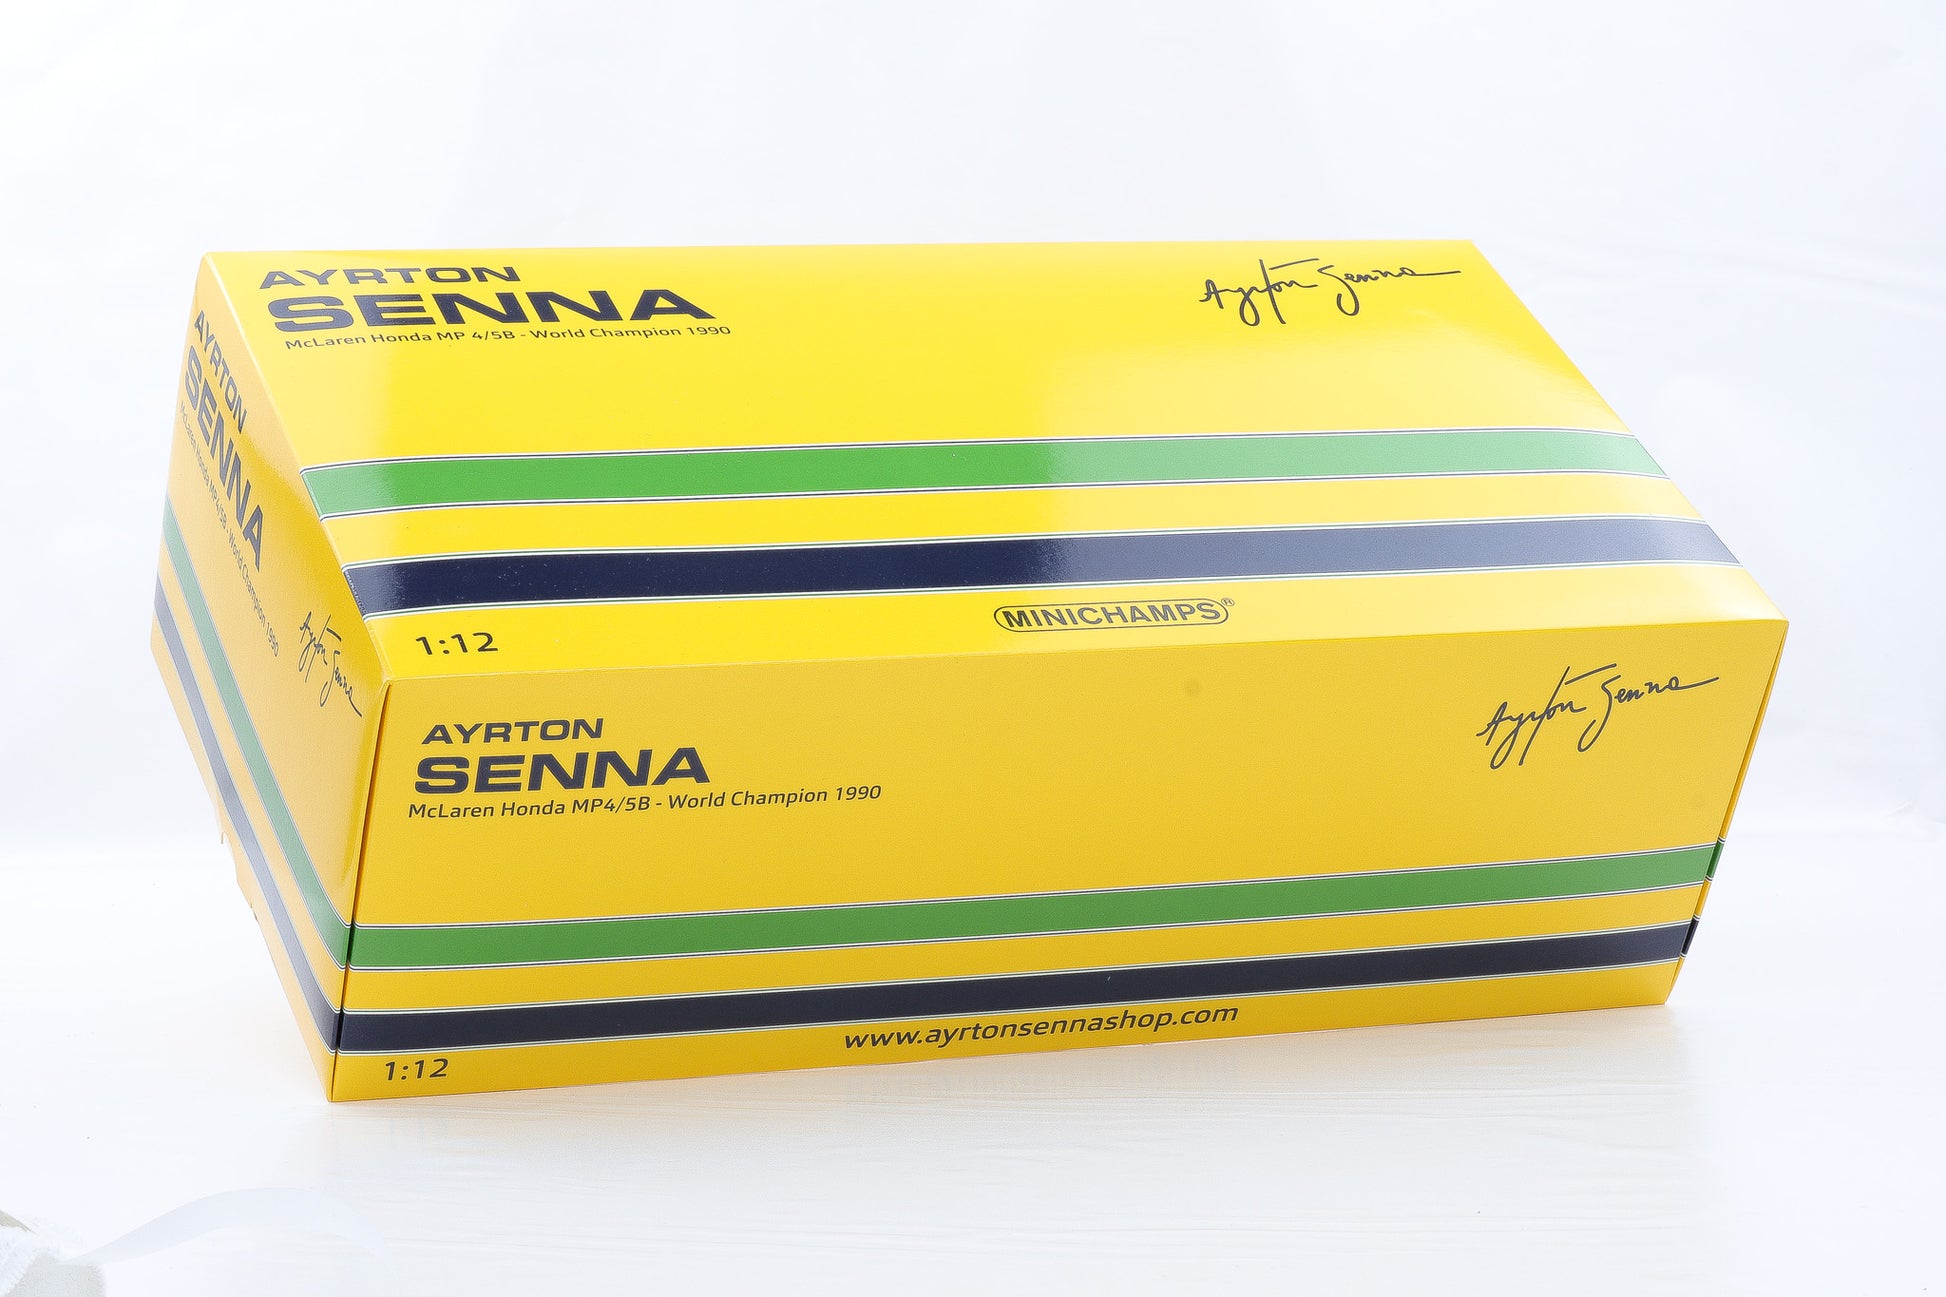 AYRTON
SENNA
McLaren Honda MP 4/5B - World Champion 1990
Ayrton Senna
1:12
MINICHAMPS®
AYRTON
SENNA
McLaren Honda MP4/5B - World Champion 1990
Ayrton Senna
AYRTON
SENNA
McLaren Honda MP4/5B - World Champion 1990
Ayrton Senna
www.ayrtonsennashop.com
1:12